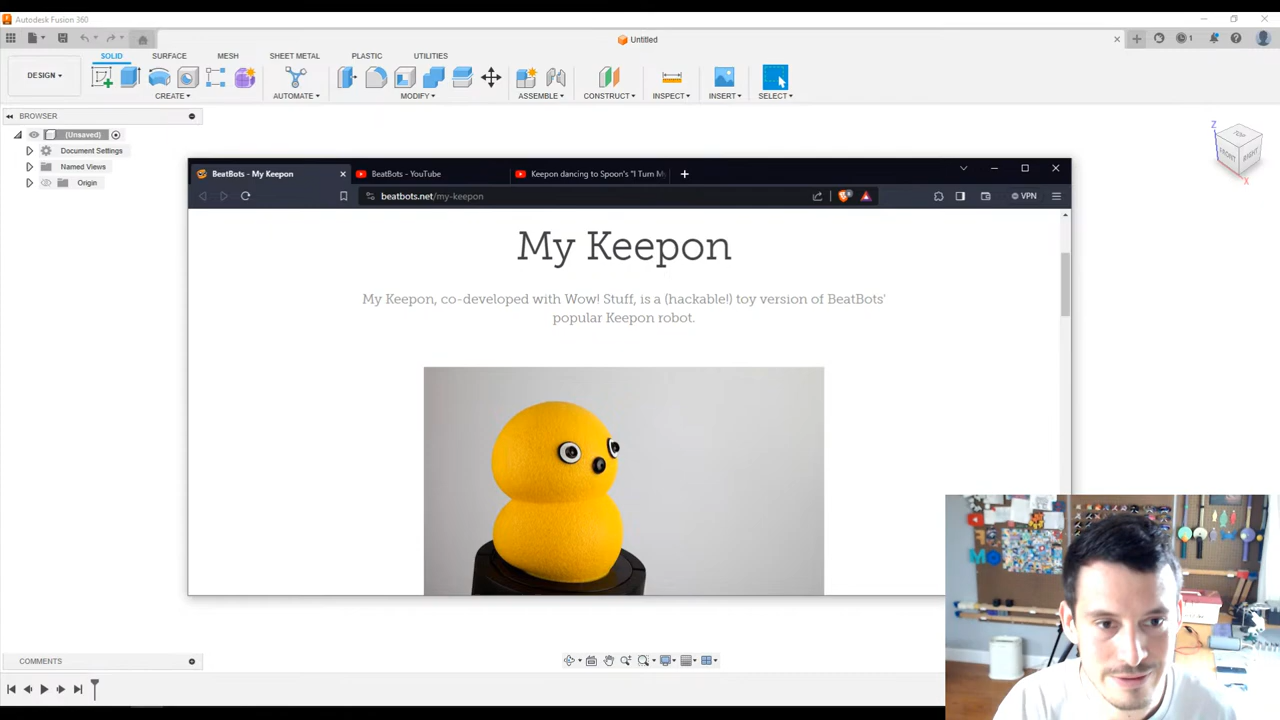 Autodesk Fusion 360
Untitled
SOLID SURFACE MESH SHEET METAL PLASTIC UTILITIES
DESIGN
CREATE AUTOMATE MODIFY ASSEMBLE CONSTRUCT INSPECT INSERT SELECT
BROWSER
(Unsaved)
Document Settings
Named Views
Origin
TOP
FRONT
RIGHT
Z
X
BeatBots - My Keepon
BeatBots - YouTube
Keepon dancing to Spoon's "I Turn M
beatbots.net/my-keepon
VPN
My Keepon
My Keepon, co-developed with Wow! Stuff, is a (hackable!) toy version of BeatBots'
popular Keepon robot.
COMMENTS